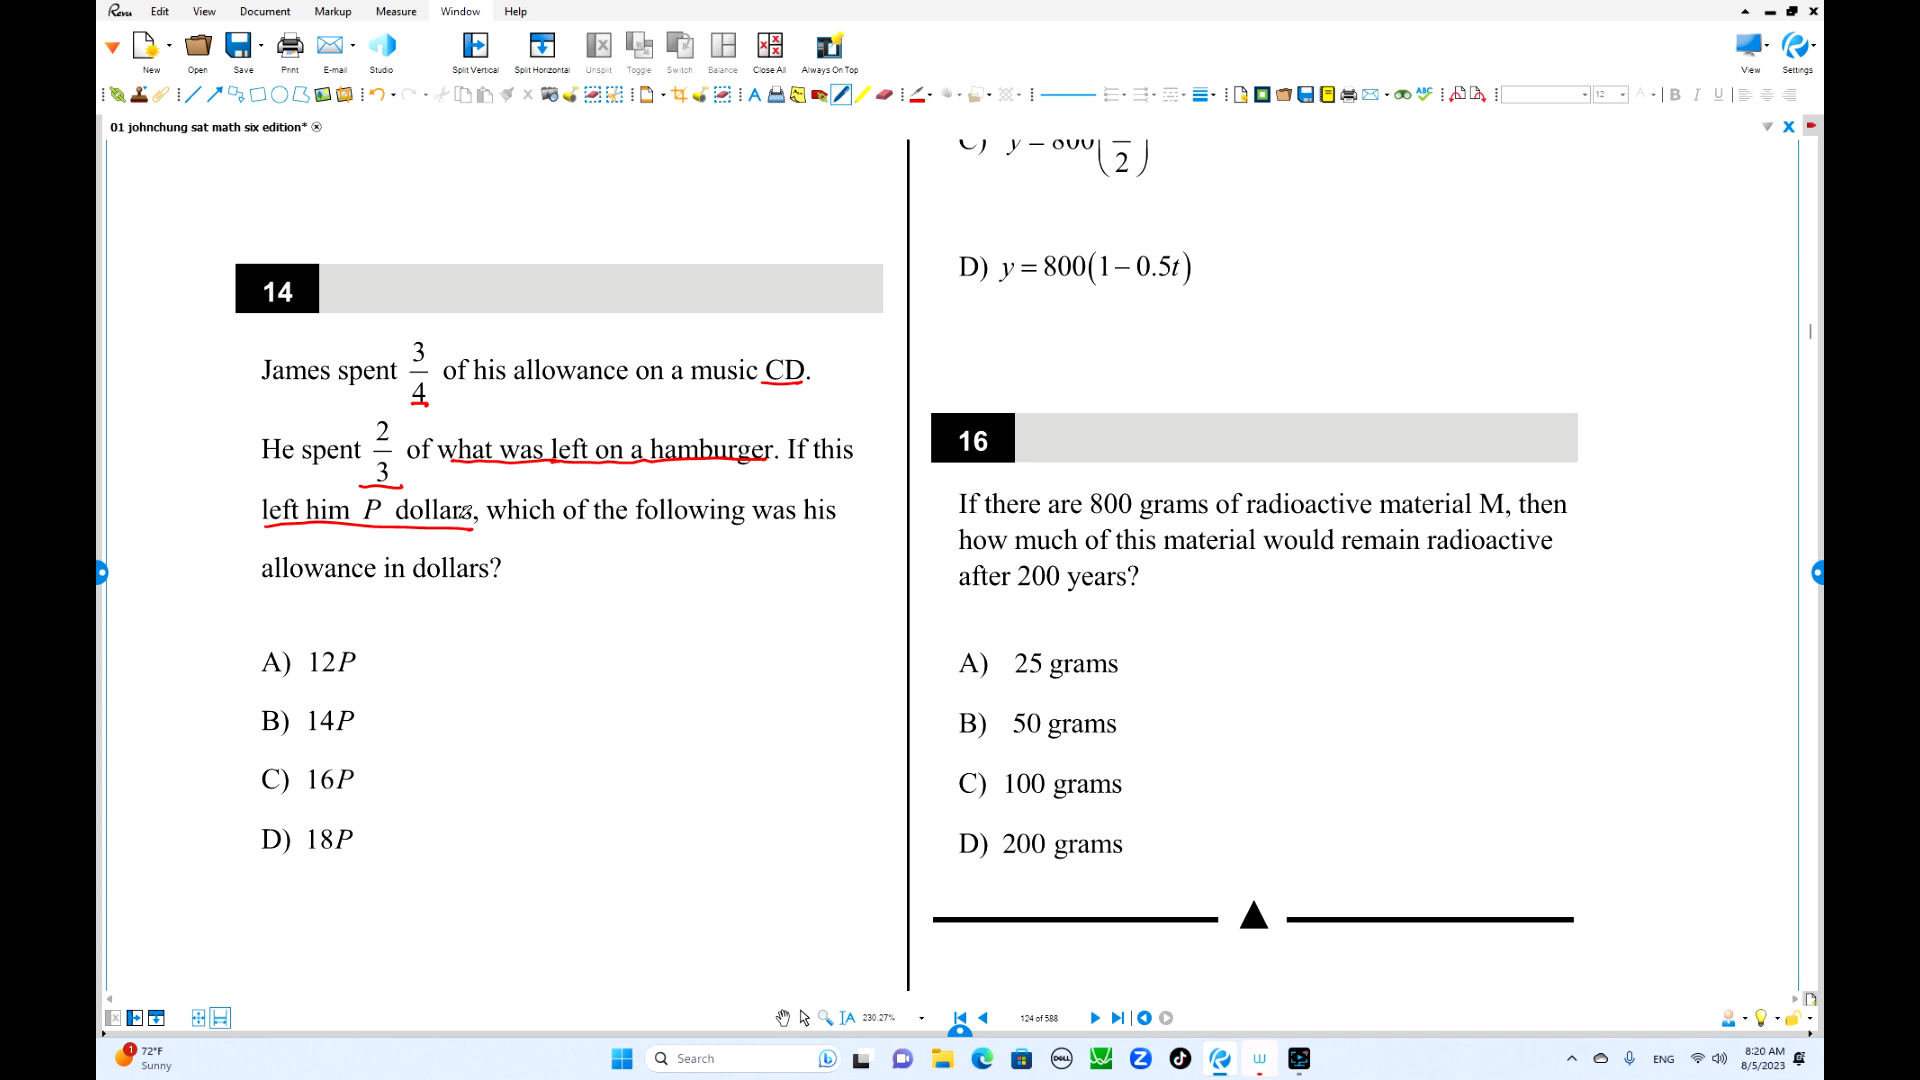 Revu Edit View Document Markup Measure Window Help
New Open Save Print E-mail Studio Split Vertical Split Horizontal Unsplit Toggle Switch Balance Close All Always On Top View Settings
12
01 johnchung sat math six edition*
14
James spent 3/4 of his allowance on a music CD.
He spent 2/3 of what was left on a hamburger. If this
left him P dollars, which of the following was his
allowance in dollars?
A) 12P
B) 14P
C) 16P
D) 18P
D) y = 800(1 − 0.5t)
16
If there are 800 grams of radioactive material M, then
how much of this material would remain radioactive
after 200 years?
A) 25 grams
B) 50 grams
C) 100 grams
D) 200 grams
230.27% 124 of 588
1 72°F
Sunny
Search
DELL
ENG
8:20 AM
8/5/2023